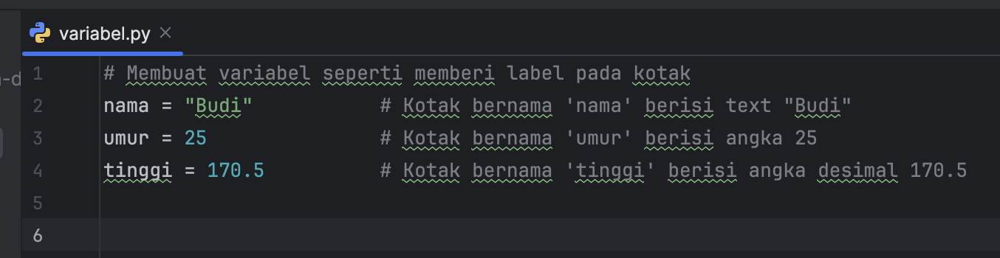 variabel.py
1 # Membuat variabel seperti memberi label pada kotak
2 nama = "Budi" # Kotak bernama 'nama' berisi text "Budi"
3 umur = 25 # Kotak bernama 'umur' berisi angka 25
4 tinggi = 170.5 # Kotak bernama 'tinggi' berisi angka desimal 170.5
5
6